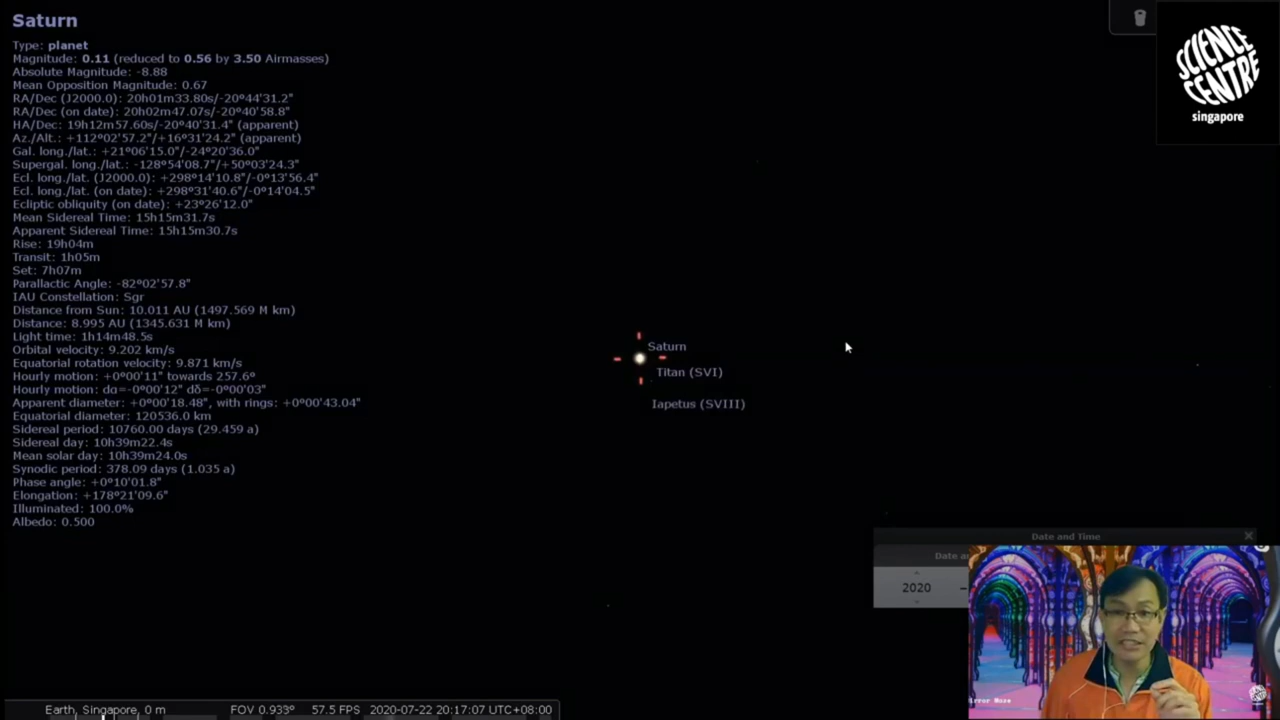 Saturn
Type: planet
Magnitude: 0.11 (reduced to 0.56 by 3.50 Airmasses)
Absolute Magnitude: -8.88
Mean Opposition Magnitude: 0.67
RA/Dec (J2000.0): 20h01m33.80s/-20°44'31.2"
RA/Dec (on date): 20h02m47.07s/-20°40'58.8"
HA/Dec: 19h12m57.60s/-20°40'31.4" (apparent)
Az./Alt.: +112°02'57.2"/+16°31'24.2" (apparent)
Gal. long./lat.: +21°06'15.0"/-24°20'36.0"
Supergal. long./lat.: -128°54'08.7"/+50°03'24.3"
Ecl. long./lat. (J2000.0): +298°14'10.8"/-0°13'56.4"
Ecl. long./lat. (on date): +298°31'40.6"/-0°14'04.5"
Ecliptic obliquity (on date): +23°26'12.0"
Mean Sidereal Time: 15h15m31.7s
Apparent Sidereal Time: 15h15m30.7s
Rise: 19h04m
Transit: 1h05m
Set: 7h07m
Parallactic Angle: -82°02'57.8"
IAU Constellation: Sgr
Distance from Sun: 10.011 AU (1497.569 M km)
Distance: 8.995 AU (1345.631 M km)
Light time: 1h14m48.5s
Orbital velocity: 9.202 km/s
Equatorial rotation velocity: 9.871 km/s
Hourly motion: +0°00'11" towards 257.6°
Hourly motion: dα=-0°00'12" dδ=-0°00'03"
Apparent diameter: +0°00'18.48", with rings: +0°00'43.04"
Equatorial diameter: 120536.0 km
Sidereal period: 10760.00 days (29.459 a)
Sidereal day: 10h39m22.4s
Mean solar day: 10h39m24.0s
Synodic period: 378.09 days (1.035 a)
Phase angle: +0°10'01.8"
Elongation: +178°21'09.6"
Illuminated: 100.0%
Albedo: 0.500
SCIENCE
CENTRE
singapore
Saturn
Titan (SVI)
Iapetus (SVIII)
Date and Time
Date
2020 –
Earth, Singapore, 0 m FOV 0.933° 57.5 FPS 2020-07-22 20:17:07 UTC+08:00